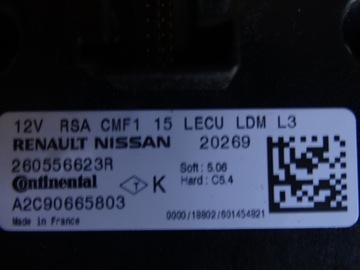 12V RSA CMF1 15 LECU LDM L3
RENAULT NISSAN 20269
260556623R Soft : 5.06
Continental T K Hard : C5.4
A2C90665803
Made in France 0000/18802/601454821